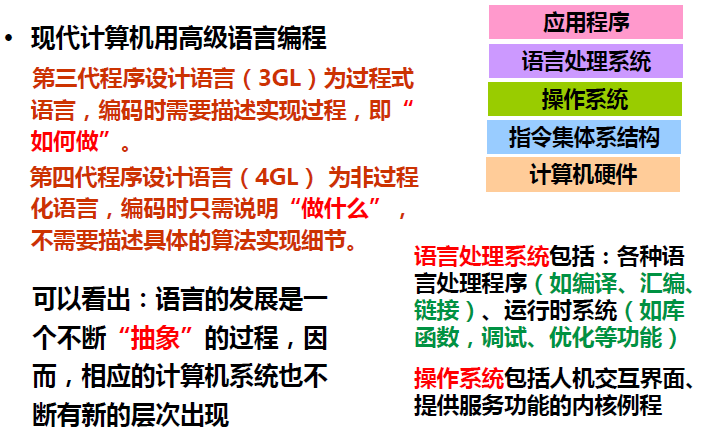 • 现代计算机用高级语言编程
第三代程序设计语言（3GL）为过程式
语言，编码时需要描述实现过程，即“
如何做”。
第四代程序设计语言（4GL） 为非过程
化语言，编码时只需说明“做什么”，
不需要描述具体的算法实现细节。
可以看出：语言的发展是一
个不断“抽象”的过程，因
而，相应的计算机系统也不
断有新的层次出现
应用程序
语言处理系统
操作系统
指令集体系结构
计算机硬件
语言处理系统包括：各种语
言处理程序（如编译、汇编、
链接）、运行时系统（如库
函数，调试、优化等功能）
操作系统包括人机交互界面、
提供服务功能的内核例程